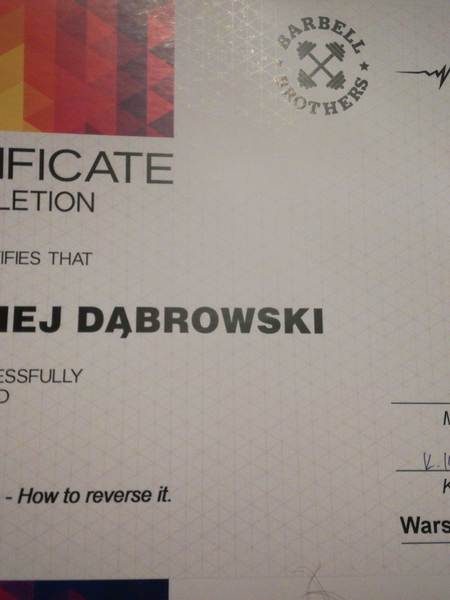 BARBELL
BROTHERS
IFICATE
LETION
IFIES THAT
IEJ DĄBROWSKI
ESSFULLY
D
- How to reverse it.
N
K
Wars